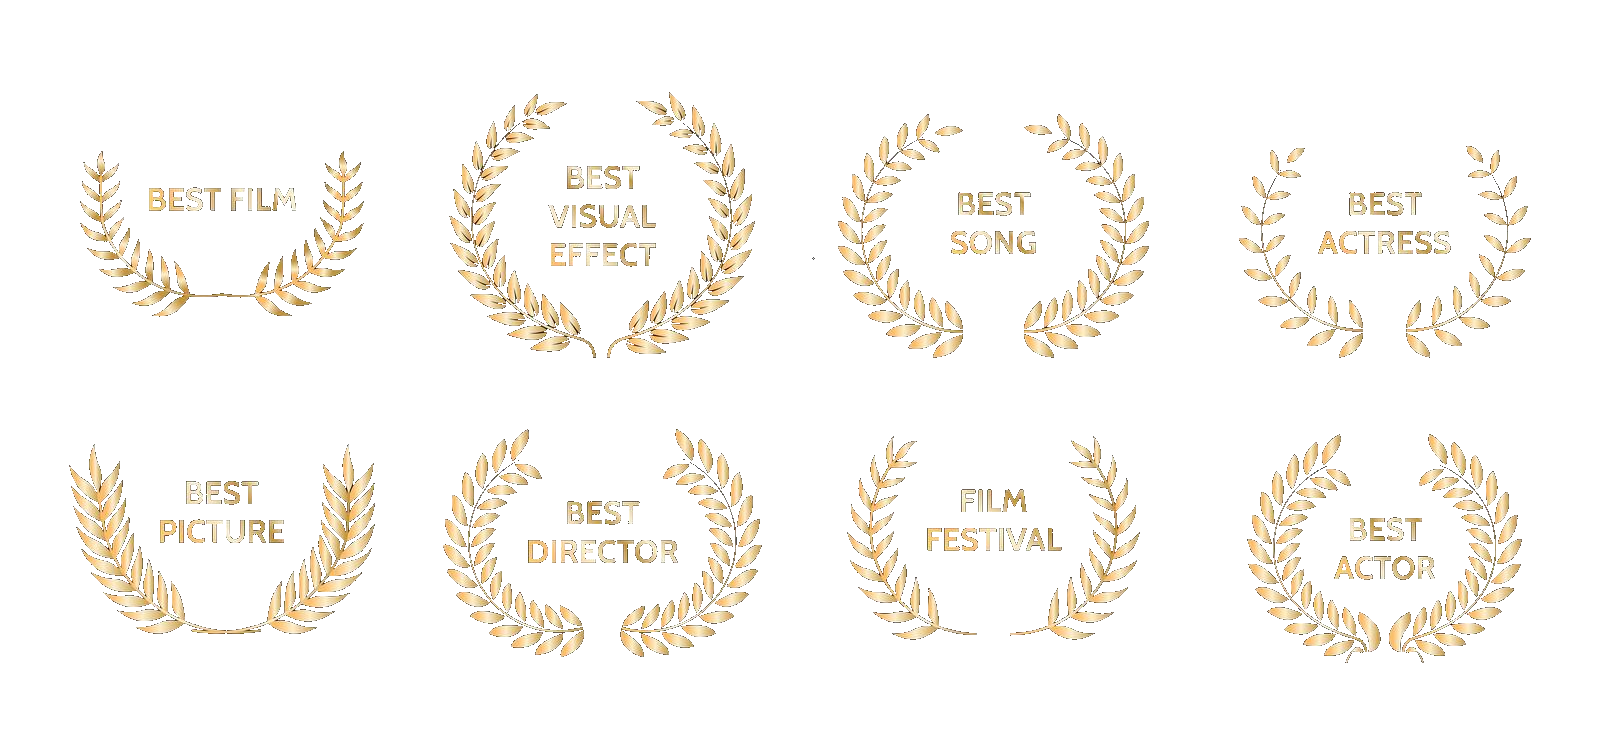 BEST FILM
BEST
VISUAL
EFFECT
BEST
SONG
BEST
ACTRESS
BEST
PICTURE
BEST
DIRECTOR
FILM
FESTIVAL
BEST
ACTOR